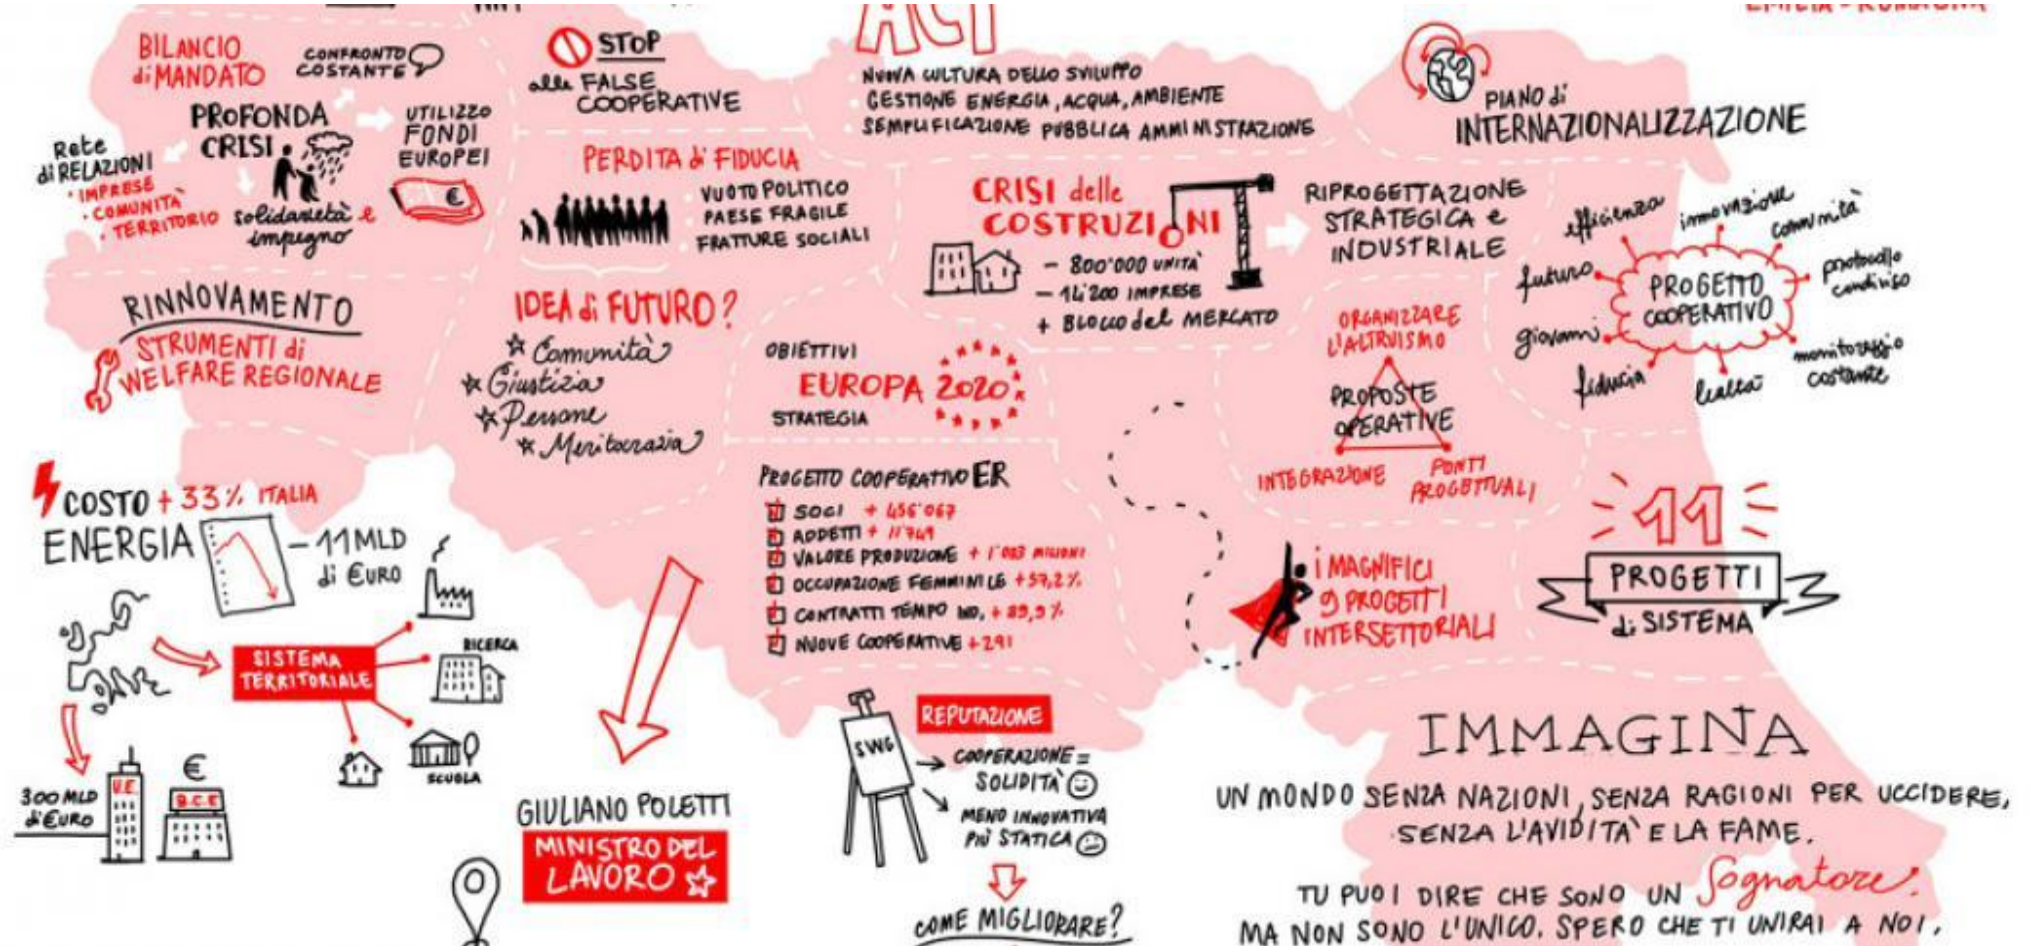 BILANCIO
di MANDATO
CONFRONTO
COSTANTE
PROFONDA
CRISI
UTILIZZO
FONDI
EUROPEI
€
Rete
di RELAZIONI
· IMPRESE
· COMUNITÀ
· TERRITORIO
solidarietà e
impegno
STOP
alle FALSE
COOPERATIVE
PERDITA di FIDUCIA
VUOTO POLITICO
PAESE FRAGILE
FRATTURE SOCIALI
ACT
NUOVA CULTURA DELLO SVILUPPO
GESTIONE ENERGIA, ACQUA, AMBIENTE
SEMPLIFICAZIONE PUBBLICA AMMINISTRAZIONE
EMILIA-ROMAGNA
PIANO di
INTERNAZIONALIZZAZIONE
CRISI delle
COSTRUZIONI
- 800'000 UNITÀ
- 14'200 IMPRESE
+ BLOCCO del MERCATO
RIPROGETTAZIONE
STRATEGICA e
INDUSTRIALE
efficienza
innovazione
comunità
futuro
PROGETTO
COOPERATIVO
protocollo
condiviso
giovani
monitoraggio
costante
fiducia
lealtà
RINNOVAMENTO
STRUMENTI di
WELFARE REGIONALE
IDEA di FUTURO?
Comunità
Giustizia
Persone
Meritocrazia
OBIETTIVI
EUROPA 2020
STRATEGIA
ORGANIZZARE
L'ALTRUISMO
PROPOSTE
OPERATIVE
INTEGRAZIONE
PONTI
PROGETTUALI
PROGETTO COOPERATIVO ER
SOCI + 456'067
ADDETTI + 11'749
VALORE PRODUZIONE + 1'083 MILIONI
OCCUPAZIONE FEMMINILE +57,2%
CONTRATTI TEMPO IND. + 89,9%
NUOVE COOPERATIVE +291
COSTO +33% ITALIA
ENERGIA
-11MLD
di €URO
SISTEMA
TERRITORIALE
RICERCA
SCUOLA
300 MLD
di €URO
U.E.
€
B.C.E
GIULIANO POLETTI
MINISTRO DEL
LAVORO
SWG
REPUTAZIONE
COOPERAZIONE =
SOLIDITÀ
MENO INNOVATIVA
PIÙ STATICA
COME MIGLIORARE?
i MAGNIFICI
9 PROGETTI
INTERSETTORIALI
11
PROGETTI
di SISTEMA
IMMAGINA
UN MONDO SENZA NAZIONI, SENZA RAGIONI PER UCCIDERE,
SENZA L'AVIDITÀ E LA FAME.
TU PUOI DIRE CHE SONO UN Sognatore!
MA NON SONO L'UNICO. SPERO CHE TI UNIRAI A NOI,